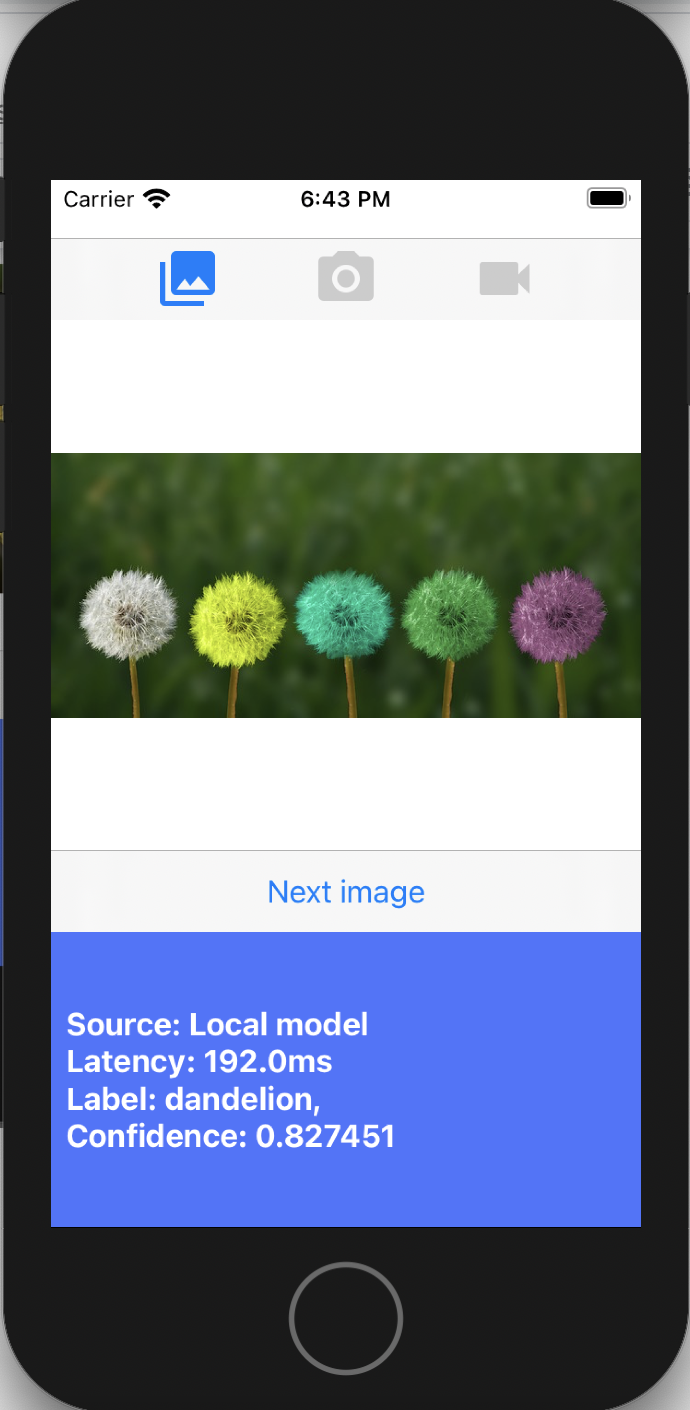 Carrier 6:43 PM
Next image
Source: Local model
Latency: 192.0ms
Label: dandelion,
Confidence: 0.827451